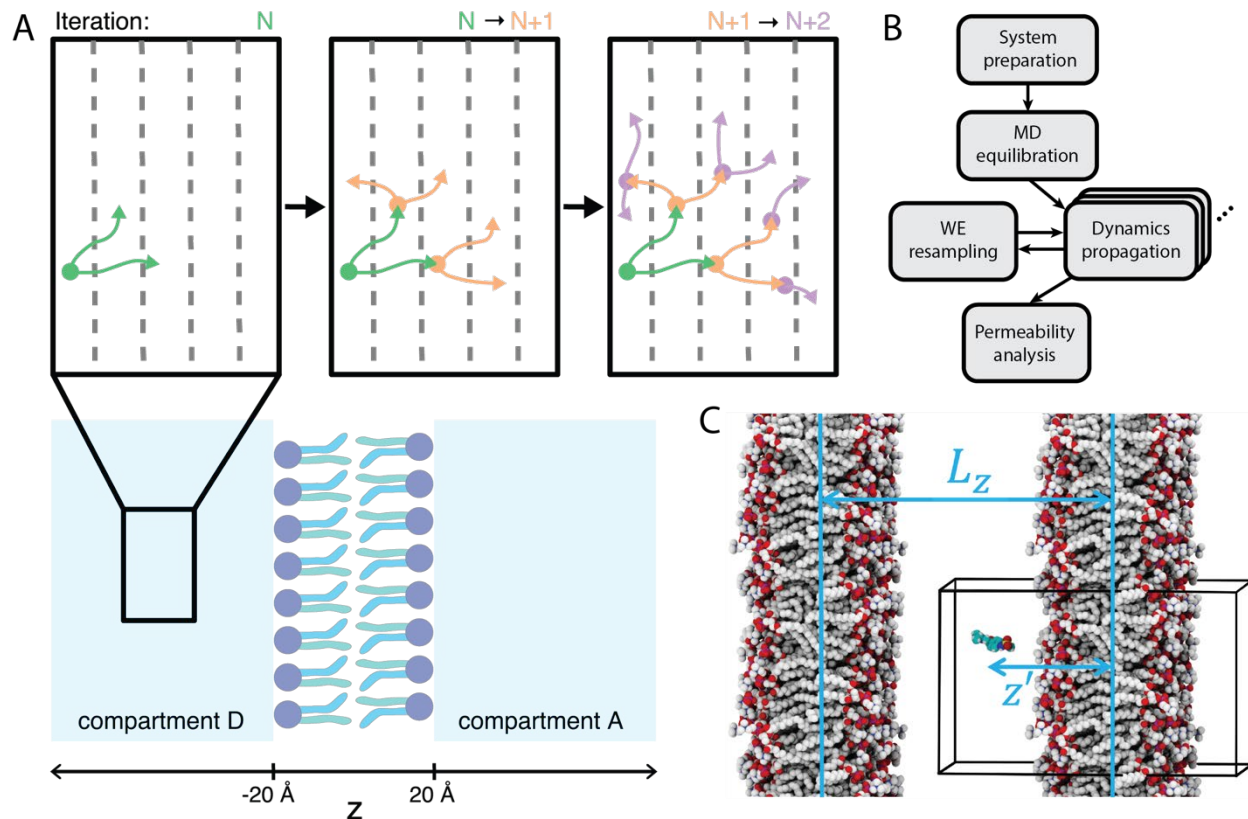 A
Iteration: N
N → N+1
N+1 → N+2
compartment D
compartment A
-20 Å
20 Å
z
B
System
preparation
MD
equilibration
WE
resampling
Dynamics
propagation
...
Permeability
analysis
C
L_z
z'